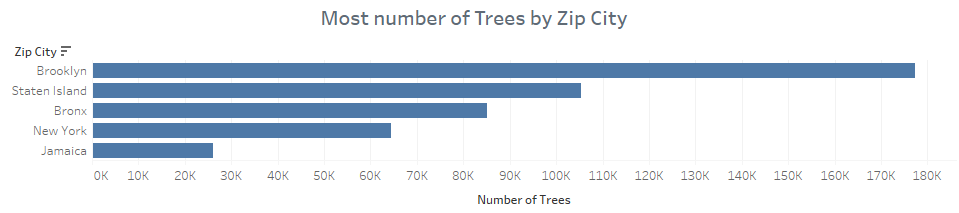 Most number of Trees by Zip City
Zip City
Brooklyn
Staten Island
Bronx
New York
Jamaica
0K 10K 20K 30K 40K 50K 60K 70K 80K 90K 100K 110K 120K 130K 140K 150K 160K 170K 180K
Number of Trees